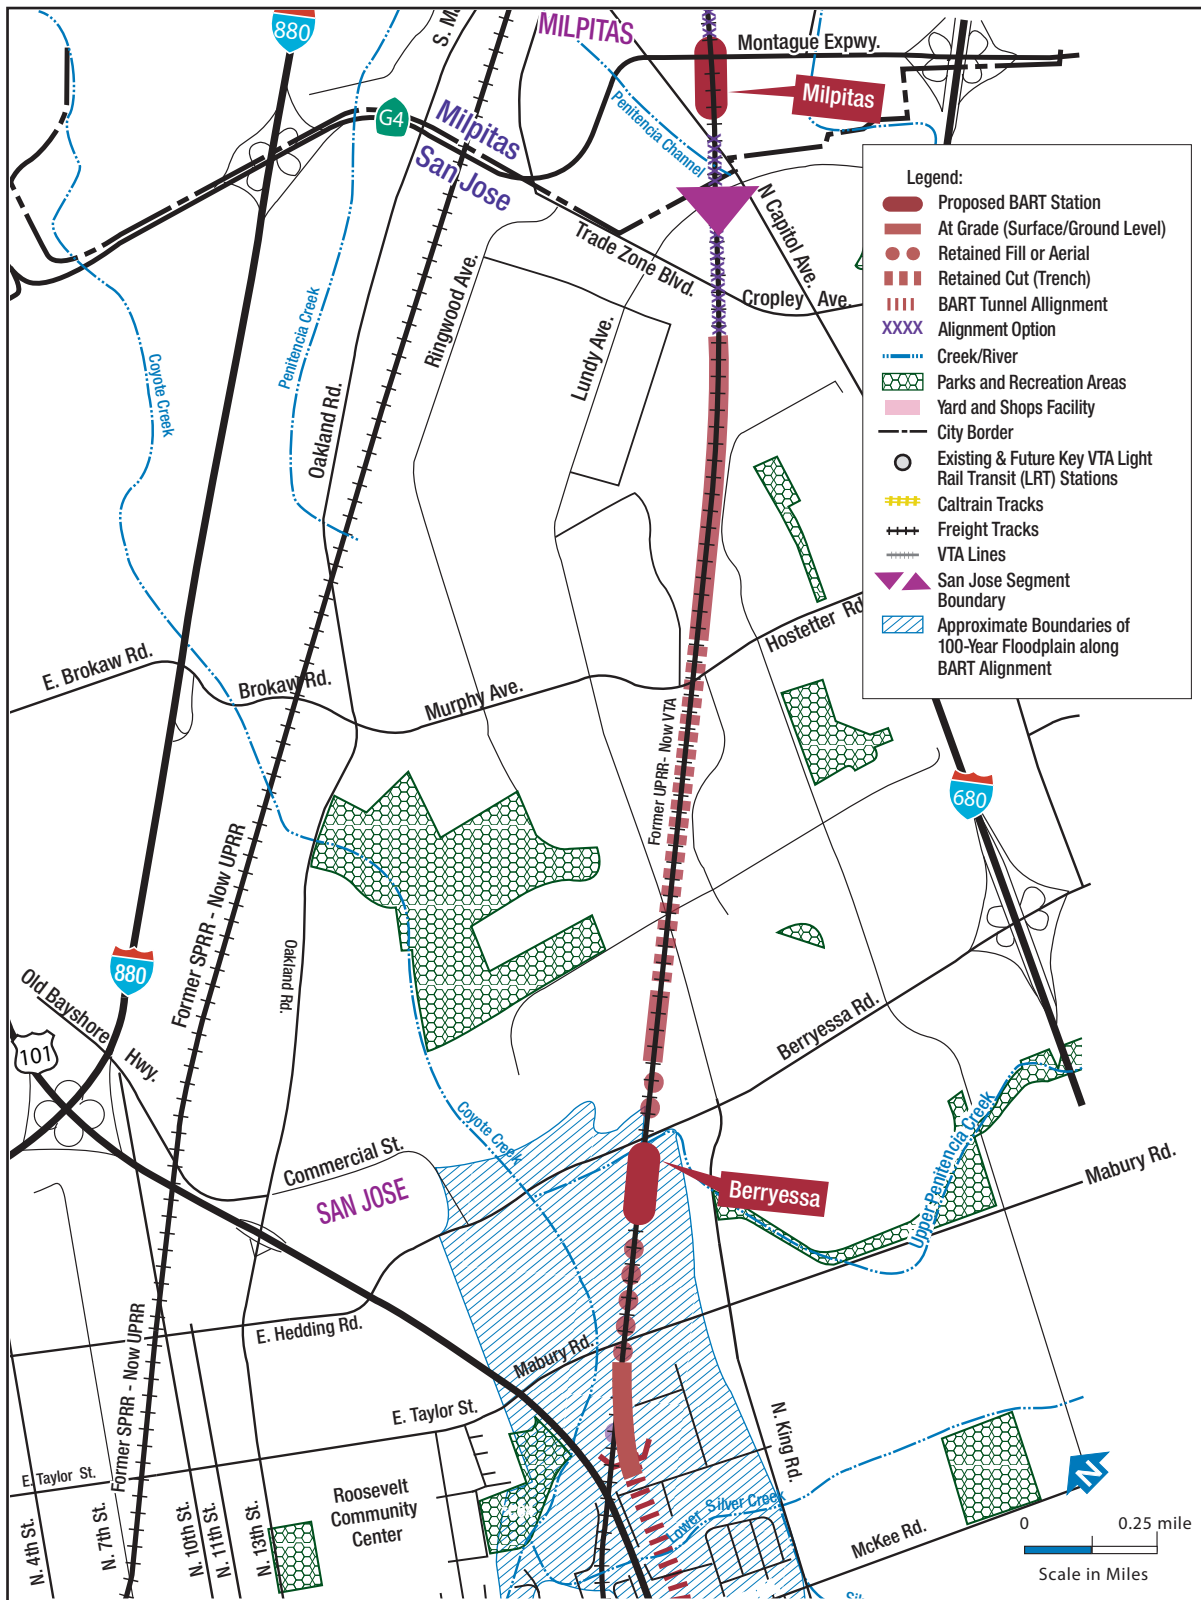 880
S. Ma
MILPITAS
Montague Expwy.
Milpitas
G4
Penitencia Channel
Milpitas
San Jose
Trade Zone Blvd.
N Capitol Ave.
Cropley Ave.
Ringwood Ave.
Lundy Ave.
Oakland Rd.
Penitencia Creek
Coyote Creek
Legend:
Proposed BART Station
At Grade (Surface/Ground Level)
Retained Fill or Aerial
Retained Cut (Trench)
BART Tunnel Allignment
XXXX Alignment Option
Creek/River
Parks and Recreation Areas
Yard and Shops Facility
City Border
Existing & Future Key VTA Light
Rail Transit (LRT) Stations
Caltrain Tracks
Freight Tracks
VTA Lines
San Jose Segment
Boundary
Approximate Boundaries of
100-Year Floodplain along
BART Alignment
Hostetter Rd
E. Brokaw Rd.
Brokaw Rd.
Murphy Ave.
Former UPRR- Now VTA
680
Former SPRR - Now UPRR
Oakland Rd.
880
Old Bayshore
Hwy.
101
Berryessa Rd.
Coyote Creek
Commercial St.
SAN JOSE
Berryessa
Upper Penitencia Creek
Mabury Rd.
E. Hedding Rd.
Mabury Rd.
Former SPRR - Now UPRR
E. Taylor St.
E. Taylor St.
N. King Rd.
Roosevelt
Community
Center
Lower Silver Creek
McKee Rd.
N
N. 4th St.
N. 7th St.
N. 10th St.
N. 11th St.
N. 13th St.
0 0.25 mile
Scale in Miles